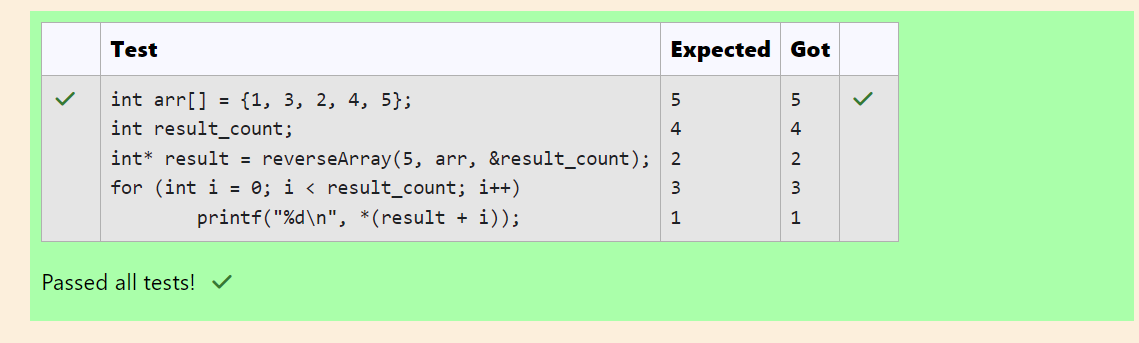 Test Expected Got
int arr[] = {1, 3, 2, 4, 5}; 5 5
int result_count; 4 4
int* result = reverseArray(5, arr, &result_count); 2 2
for (int i = 0; i < result_count; i++) 3 3
printf("%d\n", *(result + i)); 1 1
Passed all tests!